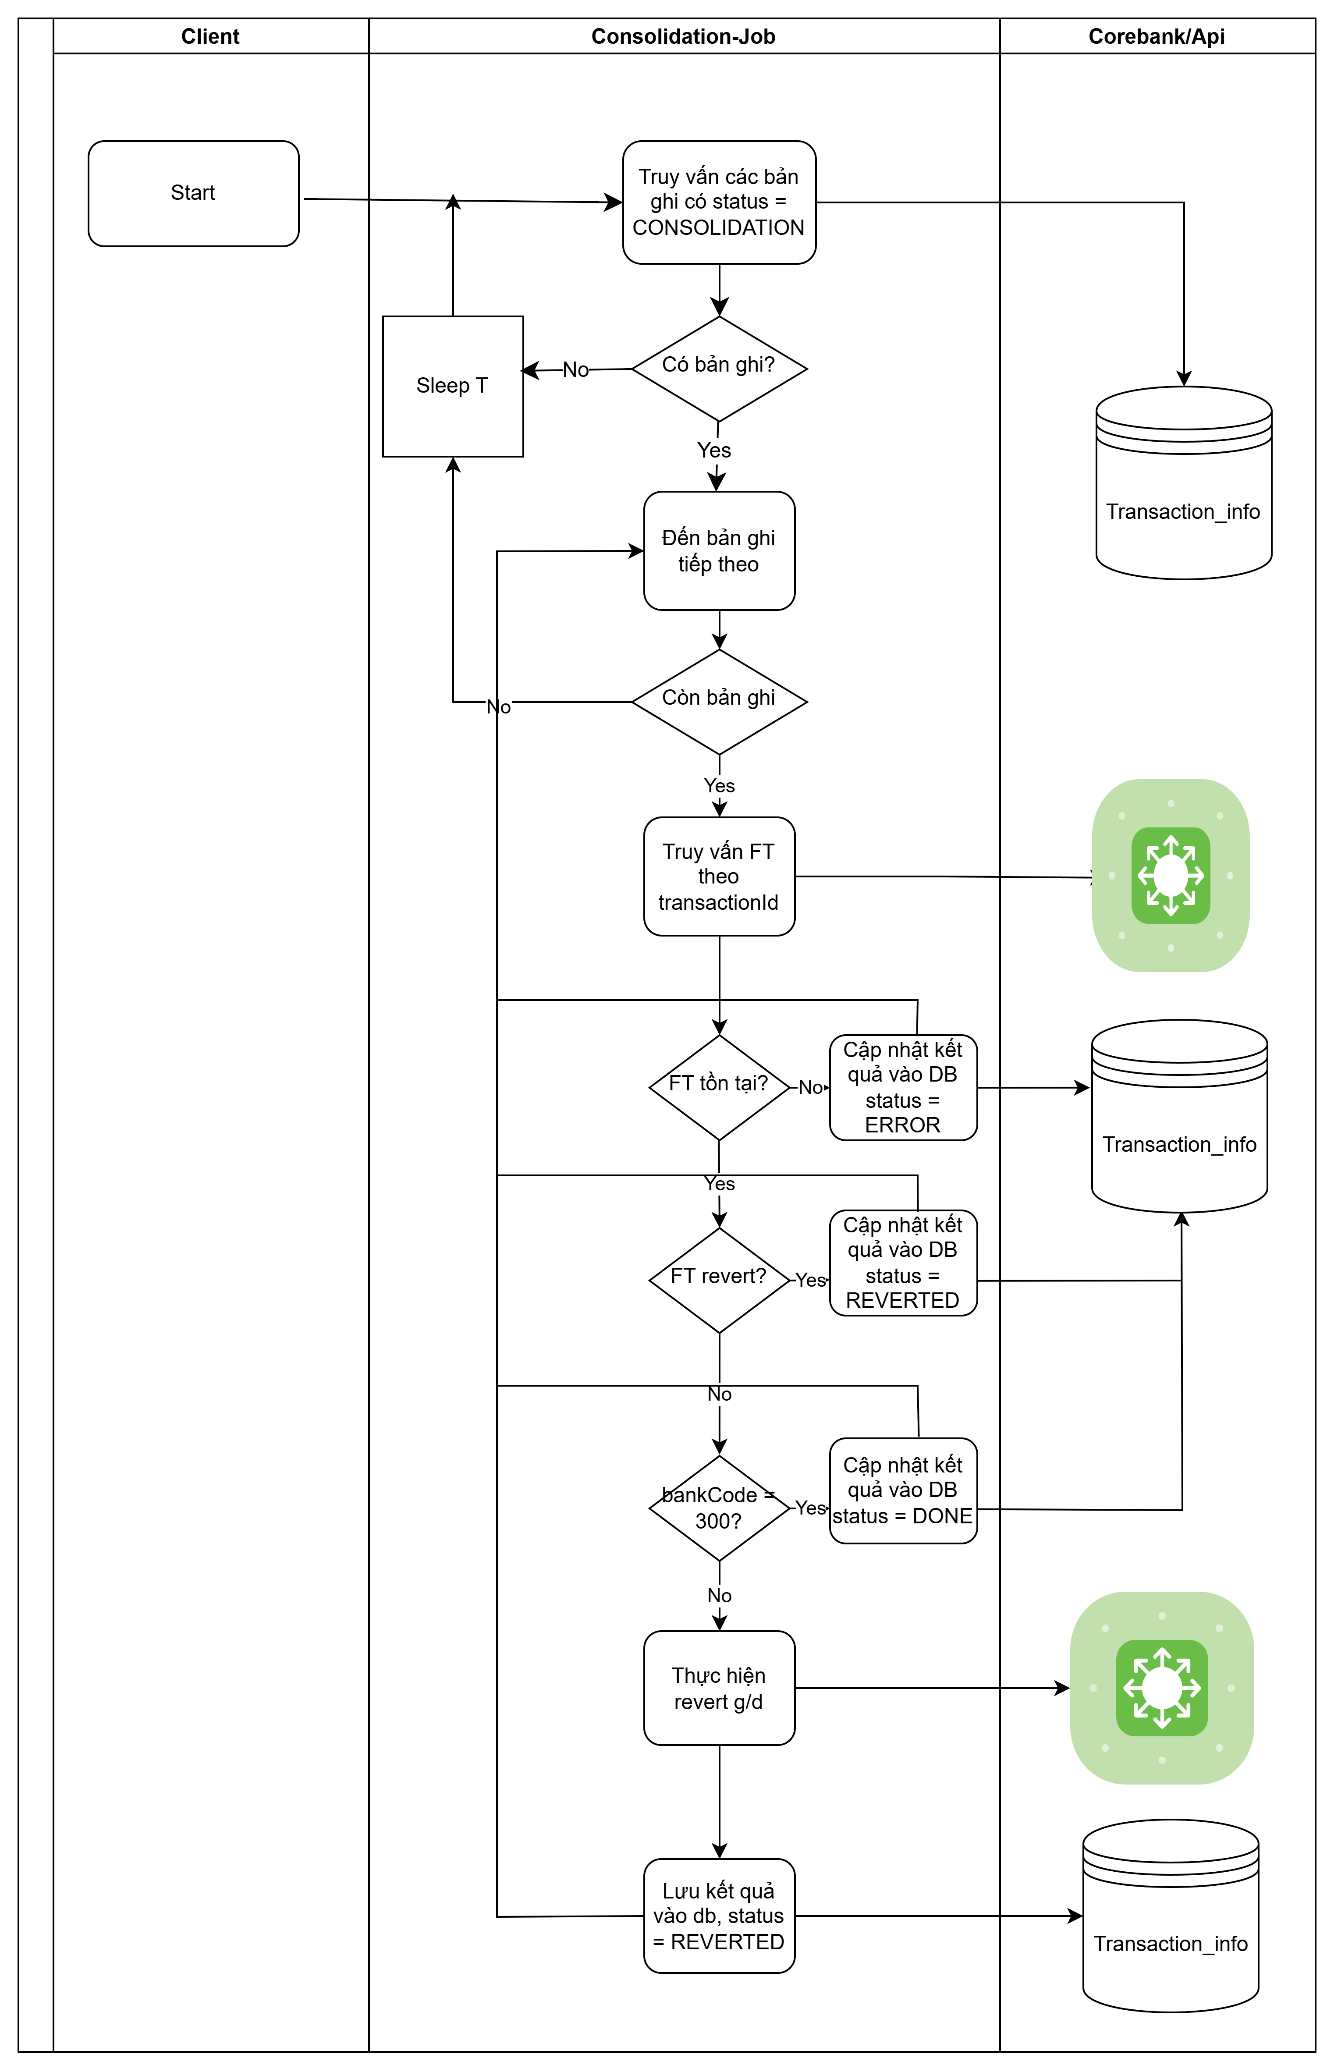 Client
Consolidation-Job
Corebank/Api
Start
Truy vấn các bản
ghi có status =
CONSOLIDATION
Có bản ghi?
No
Sleep T
Yes
Transaction_info
Đến bản ghi
tiếp theo
Còn bản ghi
No
Yes
Truy vấn FT
theo
transactionId
FT tồn tại?
No
Cập nhật kết
quả vào DB
status =
ERROR
Transaction_info
Yes
FT revert?
Yes
Cập nhật kết
quả vào DB
status =
REVERTED
No
bankCode =
300?
Yes
Cập nhật kết
quả vào DB
status = DONE
No
Thực hiện
revert g/d
Lưu kết quả
vào db, status
= REVERTED
Transaction_info